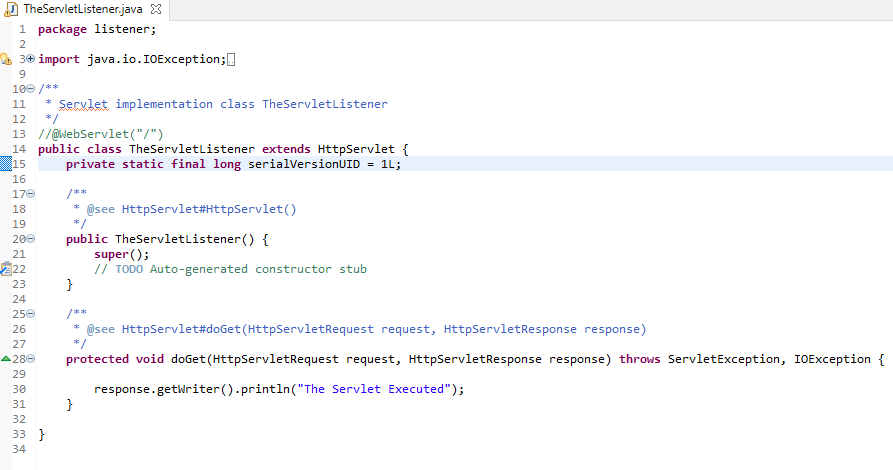 TheServletListener.java
1 package listener;
2
3 import java.io.IOException;
9
10 /**
11 * Servlet implementation class TheServletListener
12 */
13 //@WebServlet("/")
14 public class TheServletListener extends HttpServlet {
15 private static final long serialVersionUID = 1L;
16
17 /**
18 * @see HttpServlet#HttpServlet()
19 */
20 public TheServletListener() {
21 super();
22 // TODO Auto-generated constructor stub
23 }
24
25 /**
26 * @see HttpServlet#doGet(HttpServletRequest request, HttpServletResponse response)
27 */
28 protected void doGet(HttpServletRequest request, HttpServletResponse response) throws ServletException, IOException {
29
30 response.getWriter().println("The Servlet Executed");
31 }
32
33 }
34